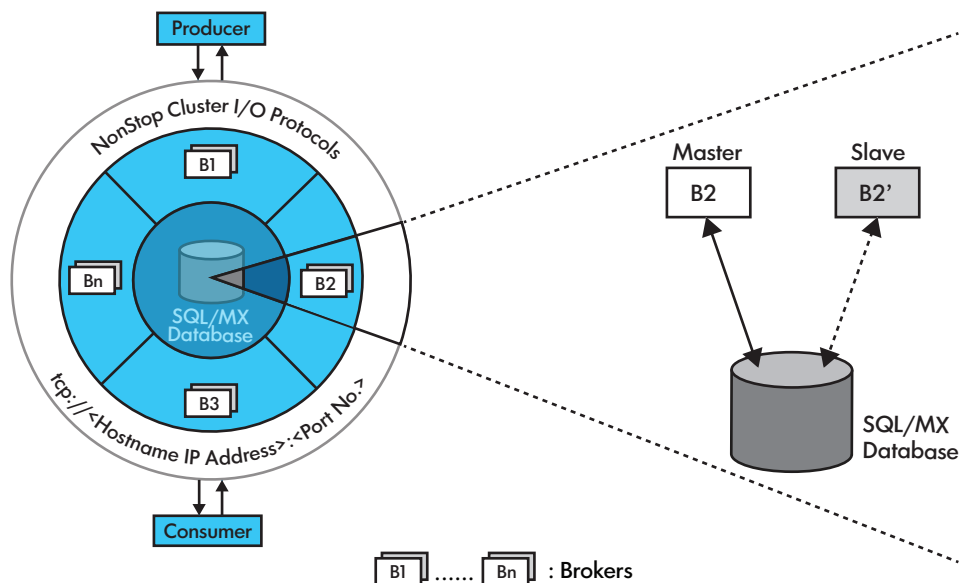 Producer
NonStop Cluster I/O Protocols
B1
Bn
B2
SQL/MX
Database
B3
tcp://<Hostname IP Address>:<Port No.>
Consumer
Master
Slave
B2
B2'
SQL/MX
Database
B1 ...... Bn : Brokers